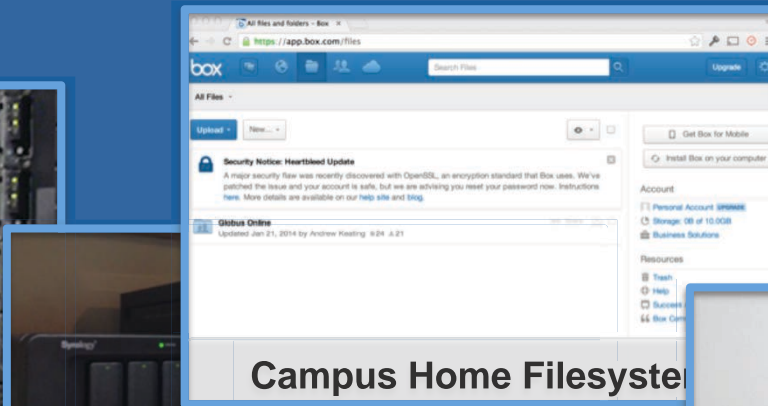 All files and folders - Box
https://app.box.com/files
box
Search Files
Upgrade
All Files
Upload
New...
Get Box for Mobile
Install Box on your computer
Security Notice: Heartbleed Update
A major security flaw was recently discovered with OpenSSL, an encryption standard that Box uses. We've
patched the issue and your account is safe, but we are advising you reset your password now. Instructions
here. More details are available on our help site and blog.
Globus Online
Updated Jan 21, 2014 by Andrew Keating 24 21
Account
Personal Account UPGRADE
Storage: 0B of 10.0GB
Business Solutions
Resources
Trash
Help
Success
Box Com
Synology
Campus Home Filesyste